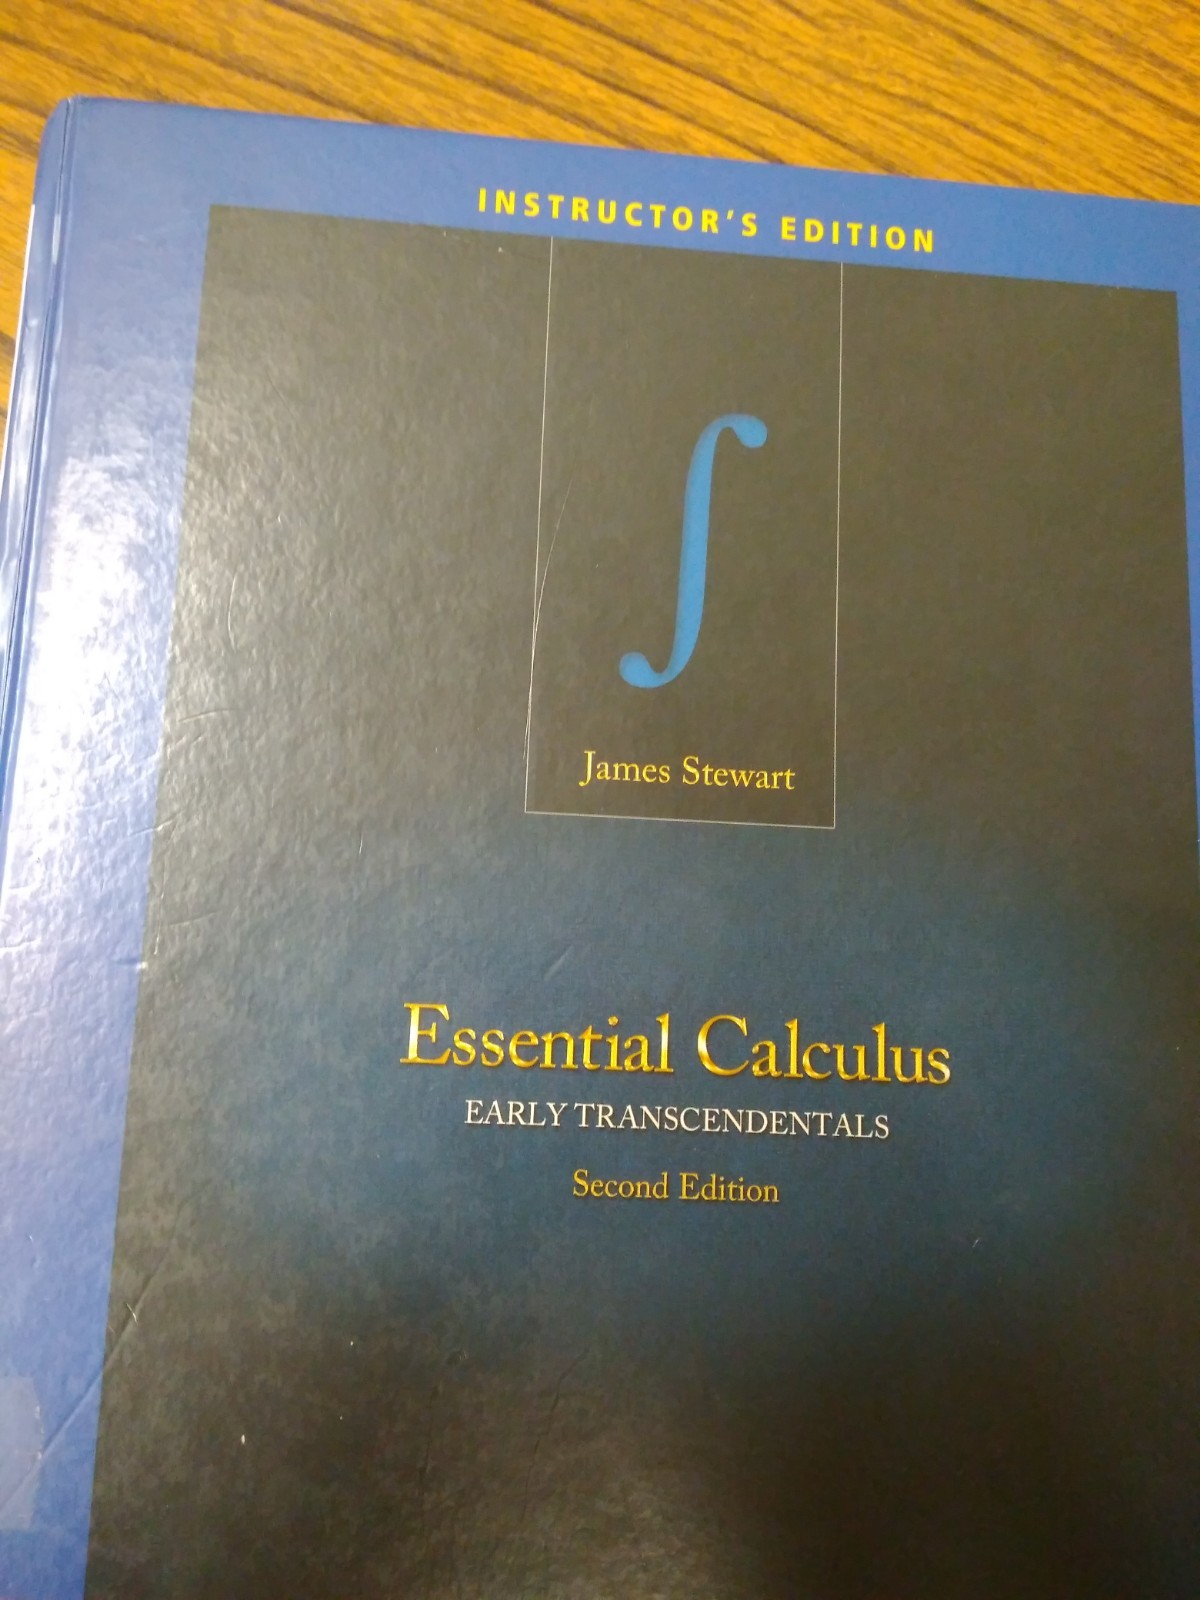 INSTRUCTOR'S EDITION
∫
James Stewart
Essential Calculus
EARLY TRANSCENDENTALS
Second Edition